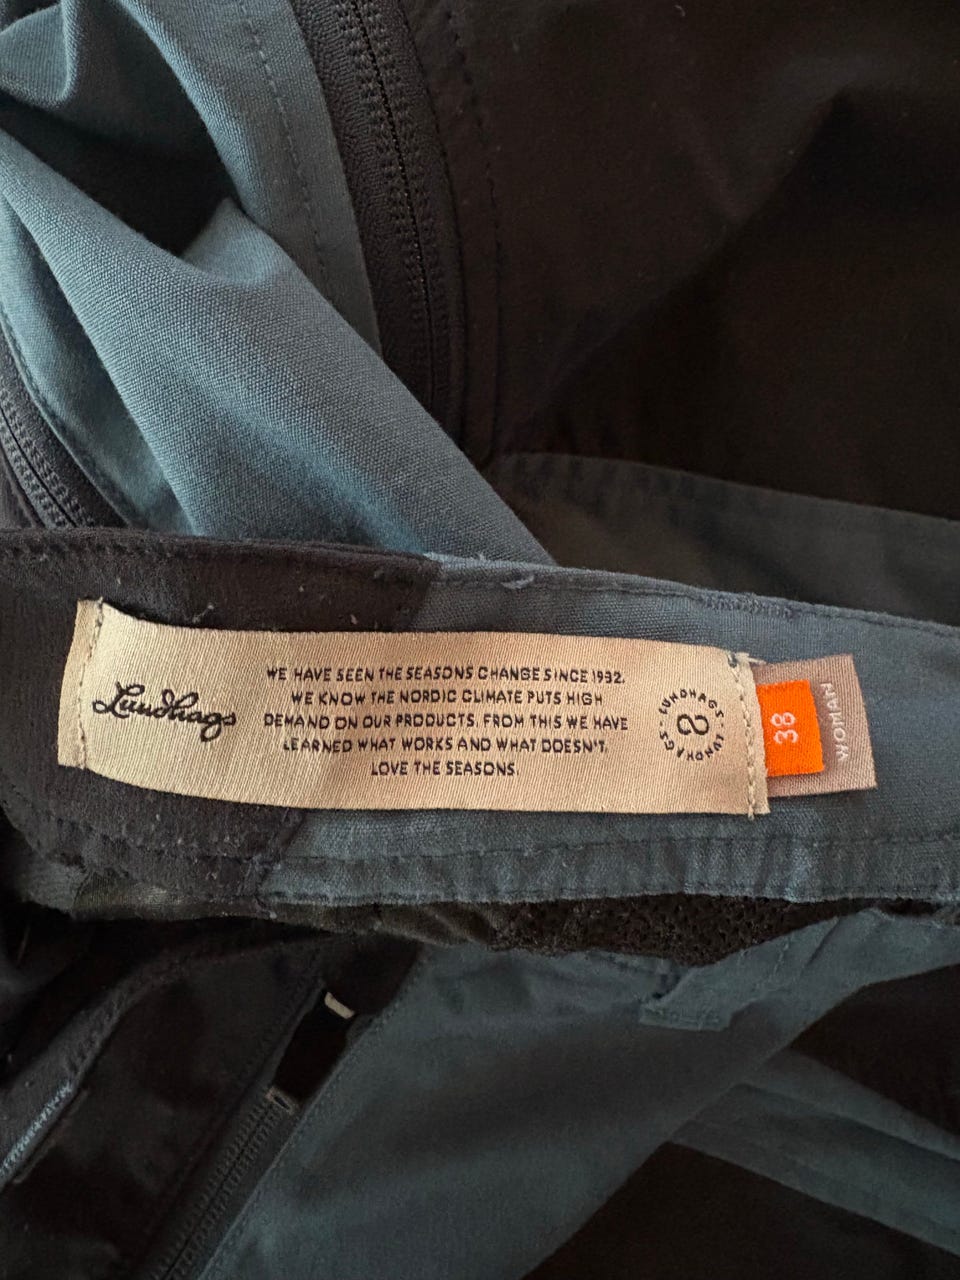 Lundhags
WE HAVE SEEN THE SEASONS CHANGE SINCE 1932.
WE KNOW THE NORDIC CLIMATE PUTS HIGH
DEMAND ON OUR PRODUCTS. FROM THIS WE HAVE
LEARNED WHAT WORKS AND WHAT DOESN'T.
LOVE THE SEASONS.
LUNDHAGS · LUNDHAGS ·
38
WOMAN